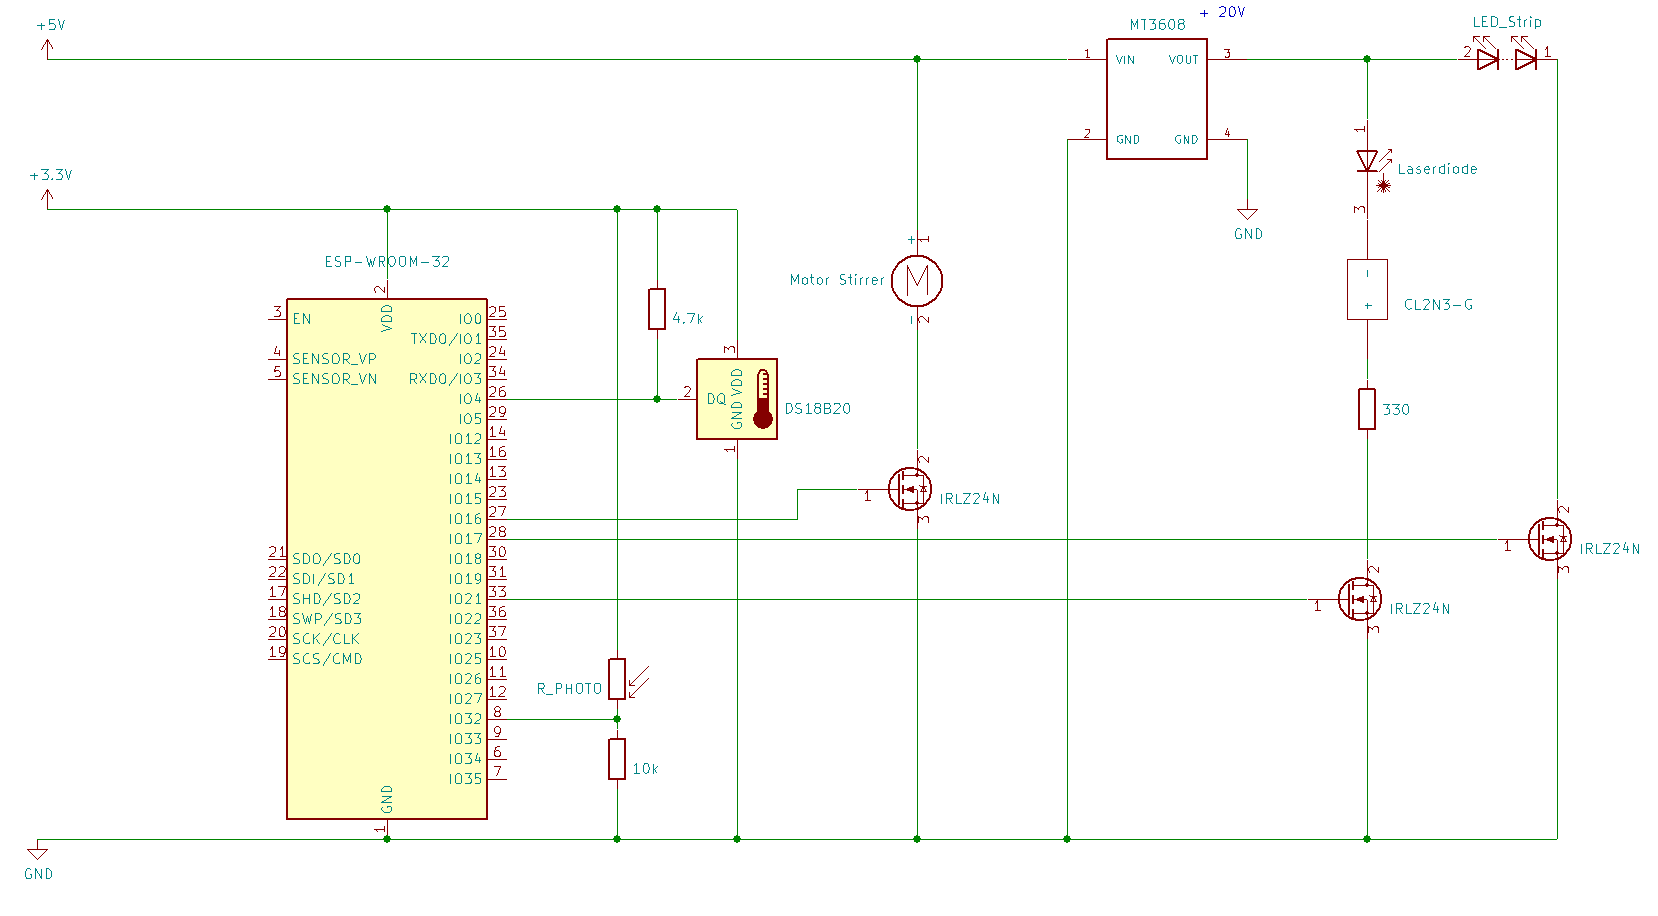 +5V
MT3608
+ 20V
LED_Strip
1 VIN
VOUT 3
2
1
2 GND
GND 4
1
Laserdiode
3
+3.3V
GND
ESP-WROOM-32
+ 1
Motor Stirrer
M
- 2
-
+
CL2N3-G
2
VDD
3 EN
4 SENSOR_VP
5 SENSOR_VN
21 SDO/SD0
22 SDI/SD1
17 SHD/SD2
18 SWP/SD3
20 SCK/CLK
19 SCS/CMD
IO0 25
TXD0/IO1 35
IO2 24
RXD0/IO3 34
IO4 26
IO5 29
IO12 14
IO13 16
IO14 13
IO15 23
IO16 27
IO17 28
IO18 30
IO19 31
IO21 33
IO22 36
IO23 37
IO25 10
IO26 11
IO27 12
IO32 8
IO33 9
IO34 6
IO35 7
GND
1
4.7k
3
2 DQ
VDD
GND
DS18B20
1
330
2
1
IRLZ24N
3
2
1
IRLZ24N
3
2
1
IRLZ24N
3
R_PHOTO
10k
GND